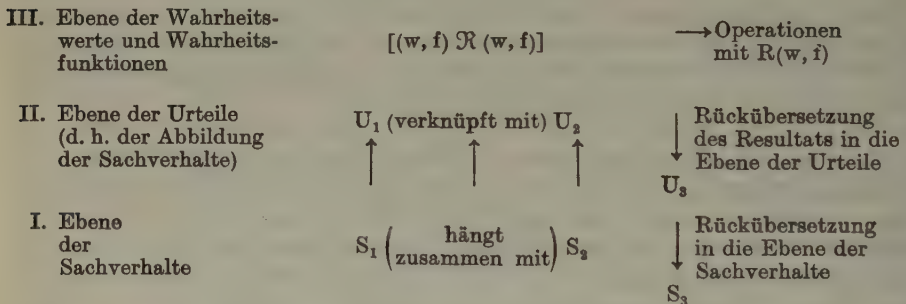 III. Ebene der Wahrheits-
werte und Wahrheits-
funktionen
[(w, f) ℜ (w, f)]
→ Operationen
mit R(w, f)
II. Ebene der Urteile
(d. h. der Abbildung
der Sachverhalte)
U₁ (verknüpft mit) U₂
Rückübersetzung
des Resultats in die
Ebene der Urteile
U₃
I. Ebene
der
Sachverhalte
S₁ (hängt
zusammen mit) S₂
Rückübersetzung
in die Ebene der
Sachverhalte
S₃